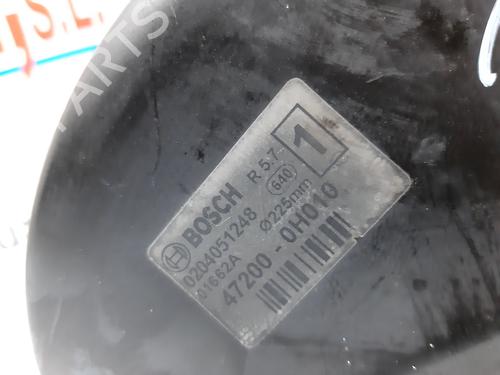 S.L.
PARTS
BOSCH R 5.7 1
0204051248 640
01662A Ø225mm
47200-0H010